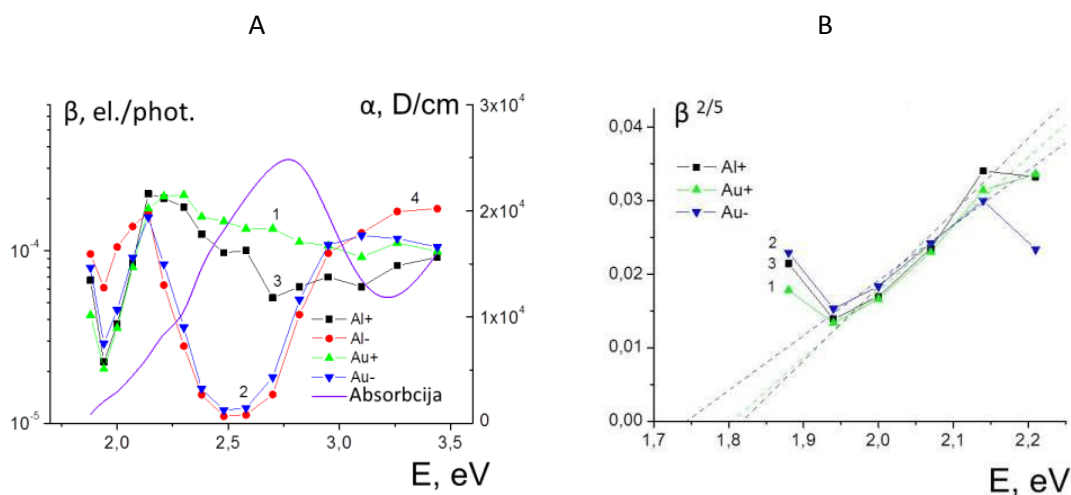 A
B
β, el./phot.
α, D/cm
3x10⁴
2x10⁴
1x10⁴
0
10⁻⁴
10⁻⁵
1
2
3
4
Al+
Al-
Au+
Au-
Absorbcija
2,0 2,5 3,0 3,5
E, eV
β 2/5
0,04
0,03
0,02
0,01
0,00
Al+
Au+
Au-
2
3
1
1,7 1,8 1,9 2,0 2,1 2,2
E, eV